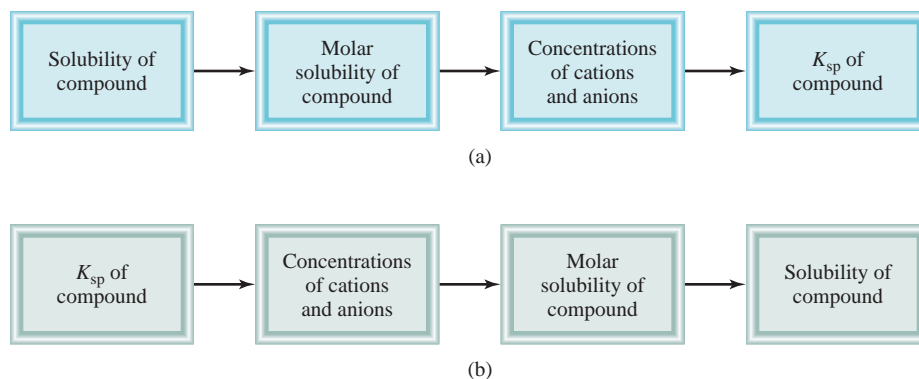 Solubility of
compound
Molar
solubility of
compound
Concentrations
of cations
and anions
Ksp of
compound
(a)
Ksp of
compound
Concentrations
of cations
and anions
Molar
solubility of
compound
Solubility of
compound
(b)